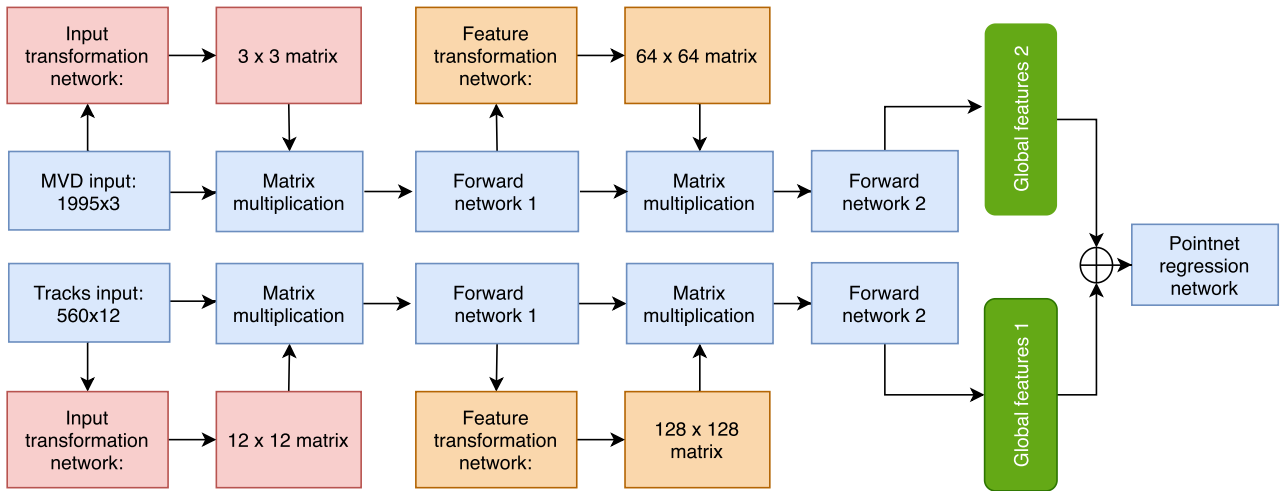 Input
transformation
network:
3 x 3 matrix
Feature
transformation
network:
64 x 64 matrix
Global features 2
MVD input:
1995x3
Matrix
multiplication
Forward
network 1
Matrix
multiplication
Forward
network 2
Pointnet
regression
network
Tracks input:
560x12
Matrix
multiplication
Forward
network 1
Matrix
multiplication
Forward
network 2
Global features 1
Input
transformation
network:
12 x 12 matrix
Feature
transformation
network:
128 x 128
matrix